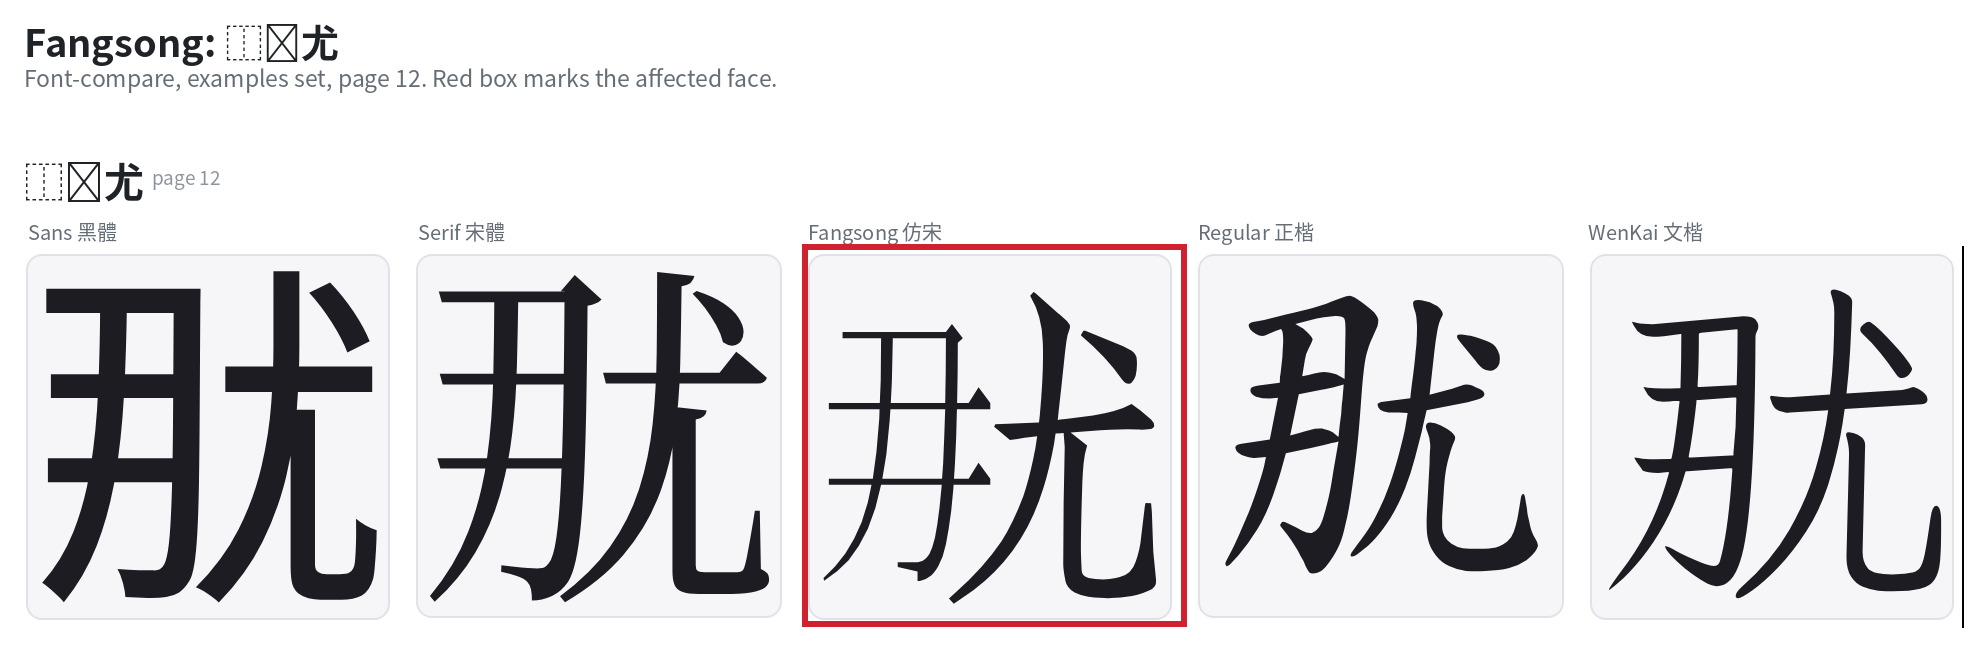 Fangsong: ⿰尤
Font-compare, examples set, page 12. Red box marks the affected face.
⿰尤 page 12
Sans 黑體
Serif 宋體
Fangsong 仿宋
Regular 正楷
WenKai 文楷